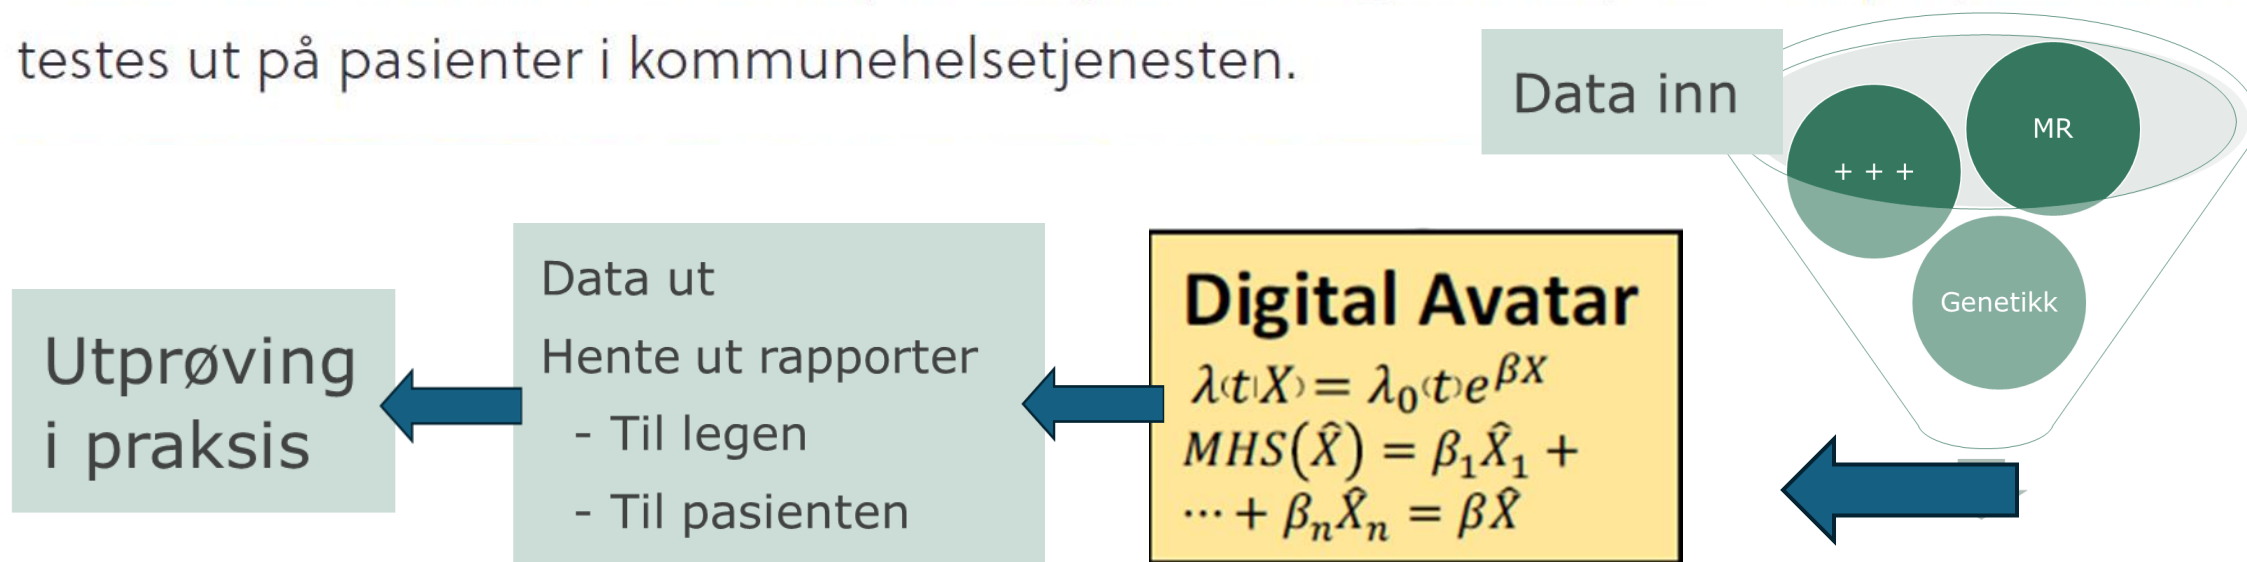 testes ut på pasienter i kommunehelsetjenesten.
Data inn
MR
+ + +
Genetikk
Digital Avatar
λ(t|X) = λ₀(t)e^{βX}
MHS(X̂) = β₁X̂₁ +
⋯ + βₙX̂ₙ = βX̂
Data ut
Hente ut rapporter
- Til legen
- Til pasienten
Utprøving
i praksis